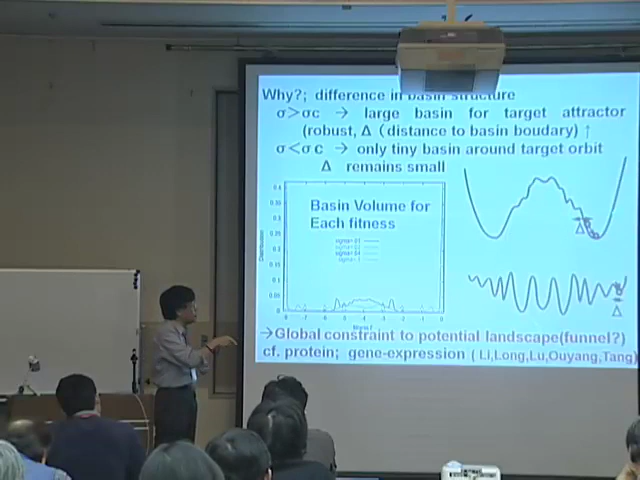 Why?; difference in basin structure
σ>σc → large basin for target attractor
(robust, Δ (distance to basin boudary) ↑
σ<σc → only tiny basin around target orbit
Δ remains small
Basin Volume for
Each fitness
Distribution
Δ
Δ
→Global constraint to potential landscape(funnel?)
cf. protein; gene-expression (Li,Long,Lu,Ouyang,Tang)